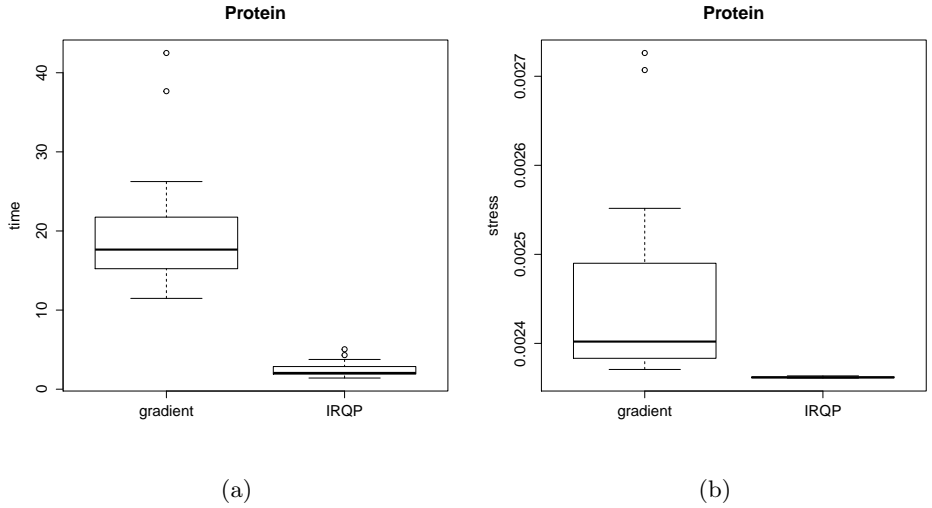 Protein
time
40
30
20
10
0
gradient
IRQP
(a)
Protein
stress
0.0027
0.0026
0.0025
0.0024
gradient
IRQP
(b)